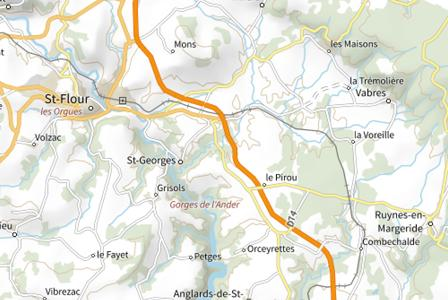 Mons
les Maisons
la Trémolière
Vabres
St-Flour
les Orgues
la Voreille
Volzac
St-Georges
le Pirou
Grisols
Gorges de l'Ander
D14
Ruynes-en-
Margeride
Combechalde
Orceyrettes
le Fayet
Petges
Vibrezac
Anglards-de-St-